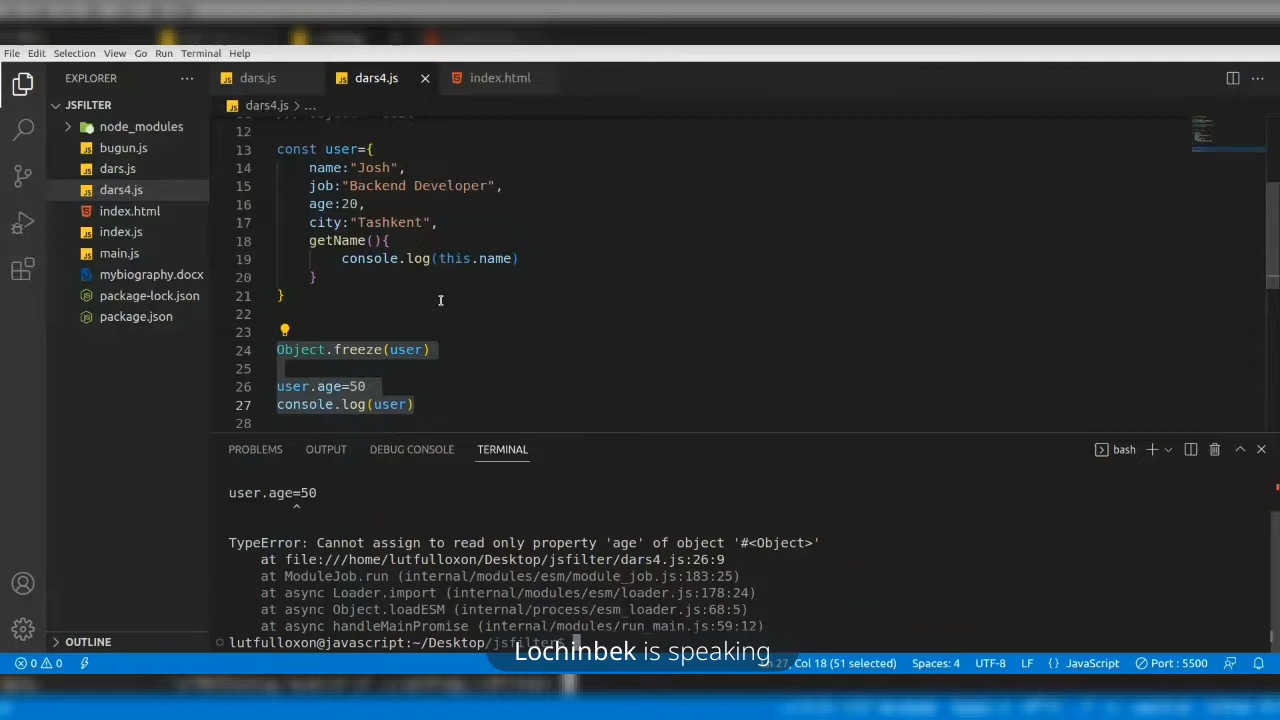 File Edit Selection View Go Run Terminal Help
EXPLORER
dars.js
dars4.js
index.html
JSFILTER
dars4.js > ...
node_modules
bugun.js
dars.js
dars4.js
index.html
index.js
main.js
mybiography.docx
package-lock.json
package.json
OUTLINE
12
13 const user={
14 name:"Josh",
15 job:"Backend Developer",
16 age:20,
17 city:"Tashkent",
18 getName(){
19 console.log(this.name)
20 }
21 }
22
23
24 Object.freeze(user)
25
26 user.age=50
27 console.log(user)
28
PROBLEMS OUTPUT DEBUG CONSOLE TERMINAL
bash
user.age=50
^
TypeError: Cannot assign to read only property 'age' of object '#<Object>'
at file:///home/lutfulloxon/Desktop/jsfilter/dars4.js:26:9
at ModuleJob.run (internal/modules/esm/module_job.js:183:25)
at async Loader.import (internal/modules/esm/loader.js:178:24)
at async Object.loadESM (internal/process/esm_loader.js:68:5)
at async handleMainPromise (internal/modules/run_main.js:59:12)
lutfulloxon@javascript:~/Desktop/jsfilter$
Lochinbek is speaking
0 0
Ln 27, Col 18 (51 selected) Spaces: 4 UTF-8 LF {} JavaScript Port : 5500